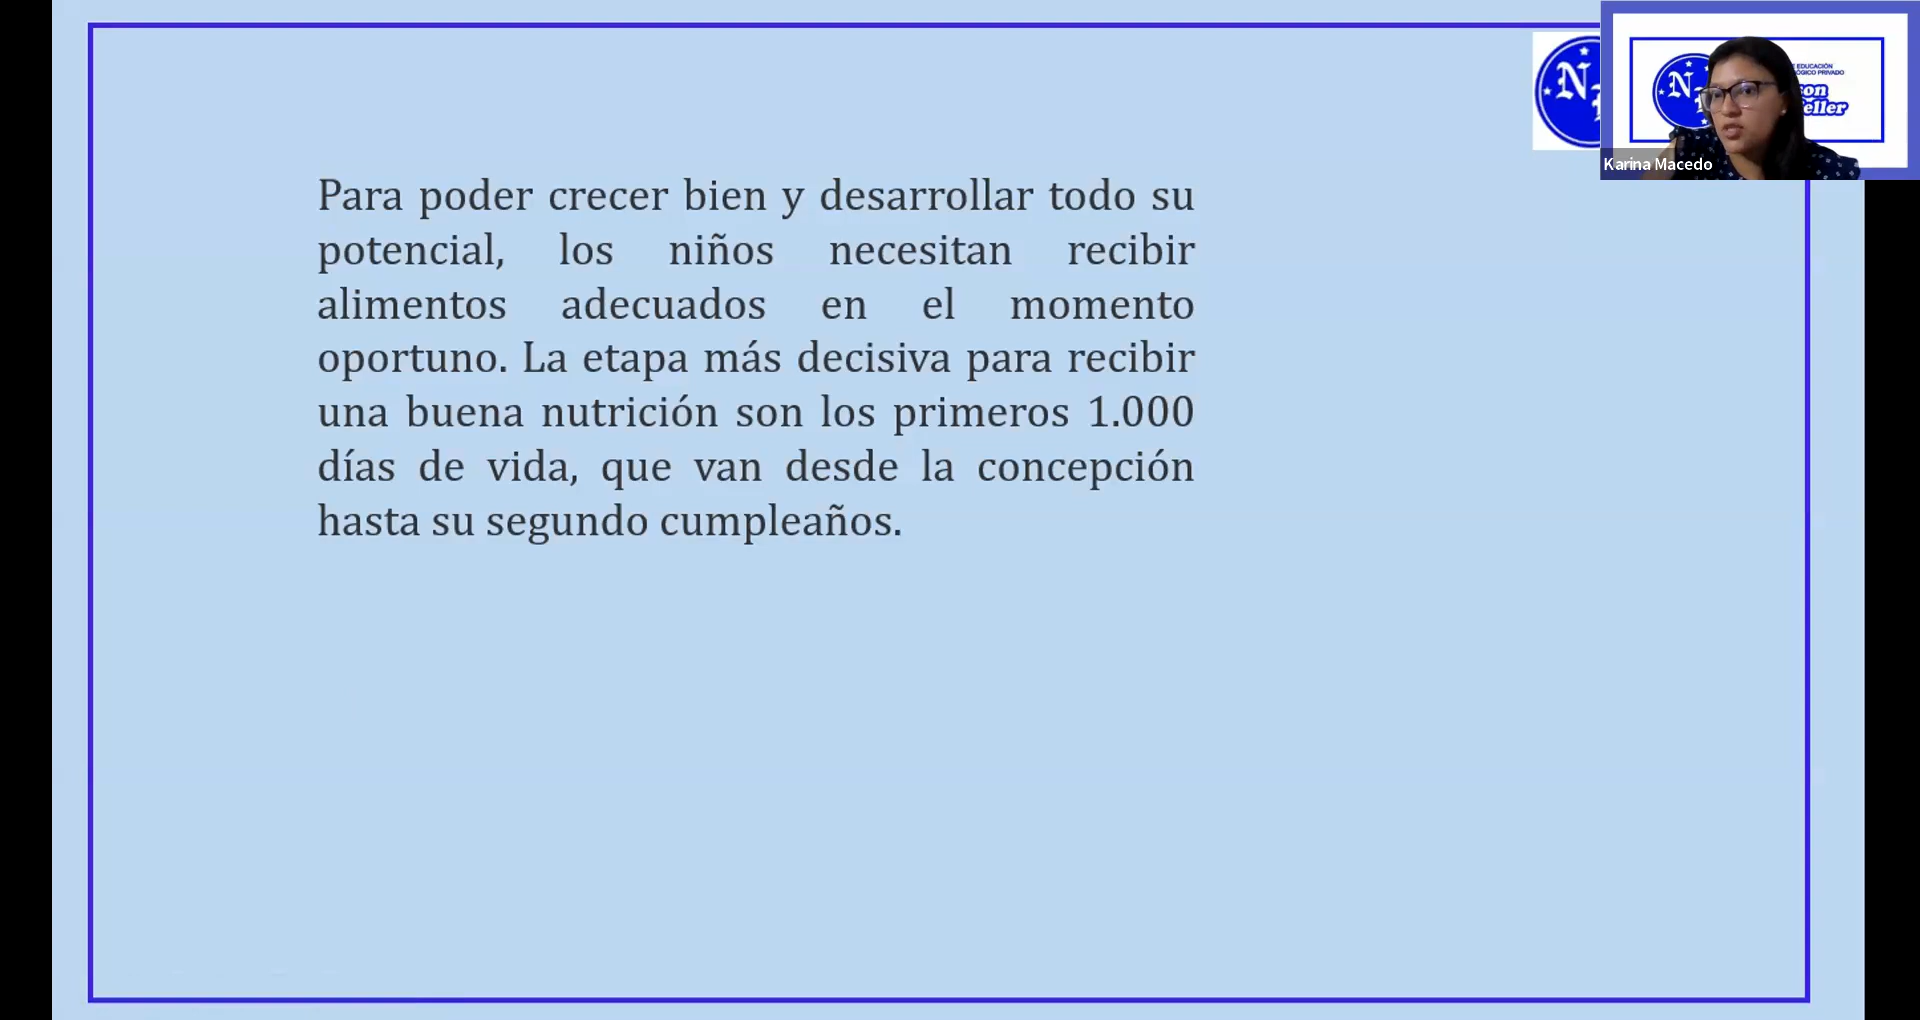 Para poder crecer bien y desarrollar todo su
potencial, los niños necesitan recibir
alimentos adecuados en el momento
oportuno. La etapa más decisiva para recibir
una buena nutrición son los primeros 1.000
días de vida, que van desde la concepción
hasta su segundo cumpleaños.
N
N
EDUCACIÓN
PRIVADO
Karina Macedo